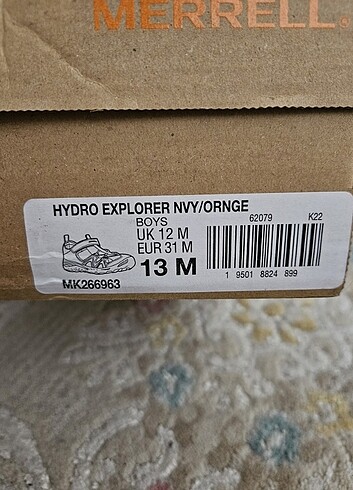 MERRELL®
HYDRO EXPLORER NVY/ORNGE
BOYS 62079 K22
UK 12 M
EUR 31 M
13 M
1 9501 8824 899
MK266963